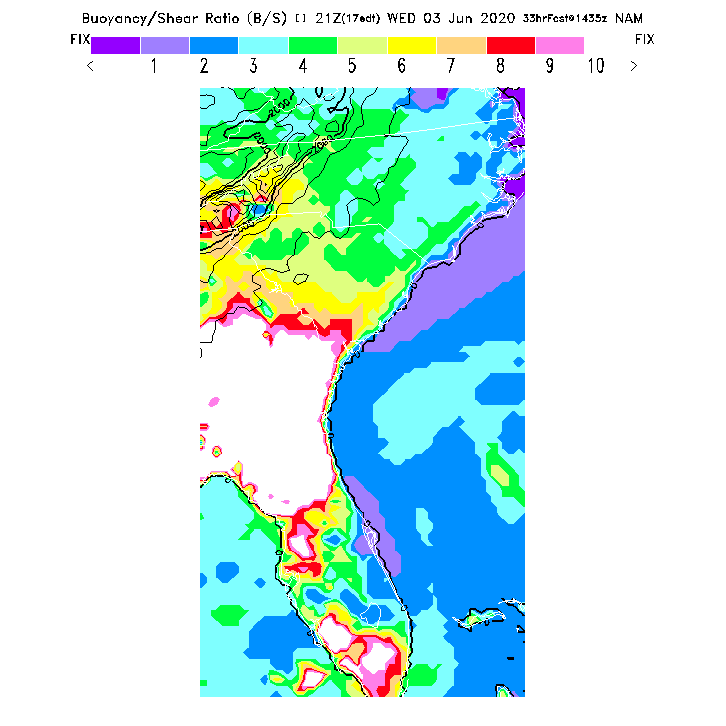 Buoyancy/Shear Ratio (B/S) [] 21Z(17edt) WED 03 Jun 2020 33hrFcst@1435z NAM
FIX FIX
< 1 2 3 4 5 6 7 8 9 10 >
2000